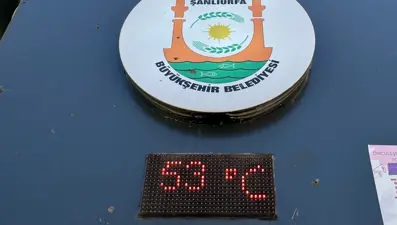 ŞANLIURFA
BÜYÜKŞEHİR BELEDİYESİ
53 °C